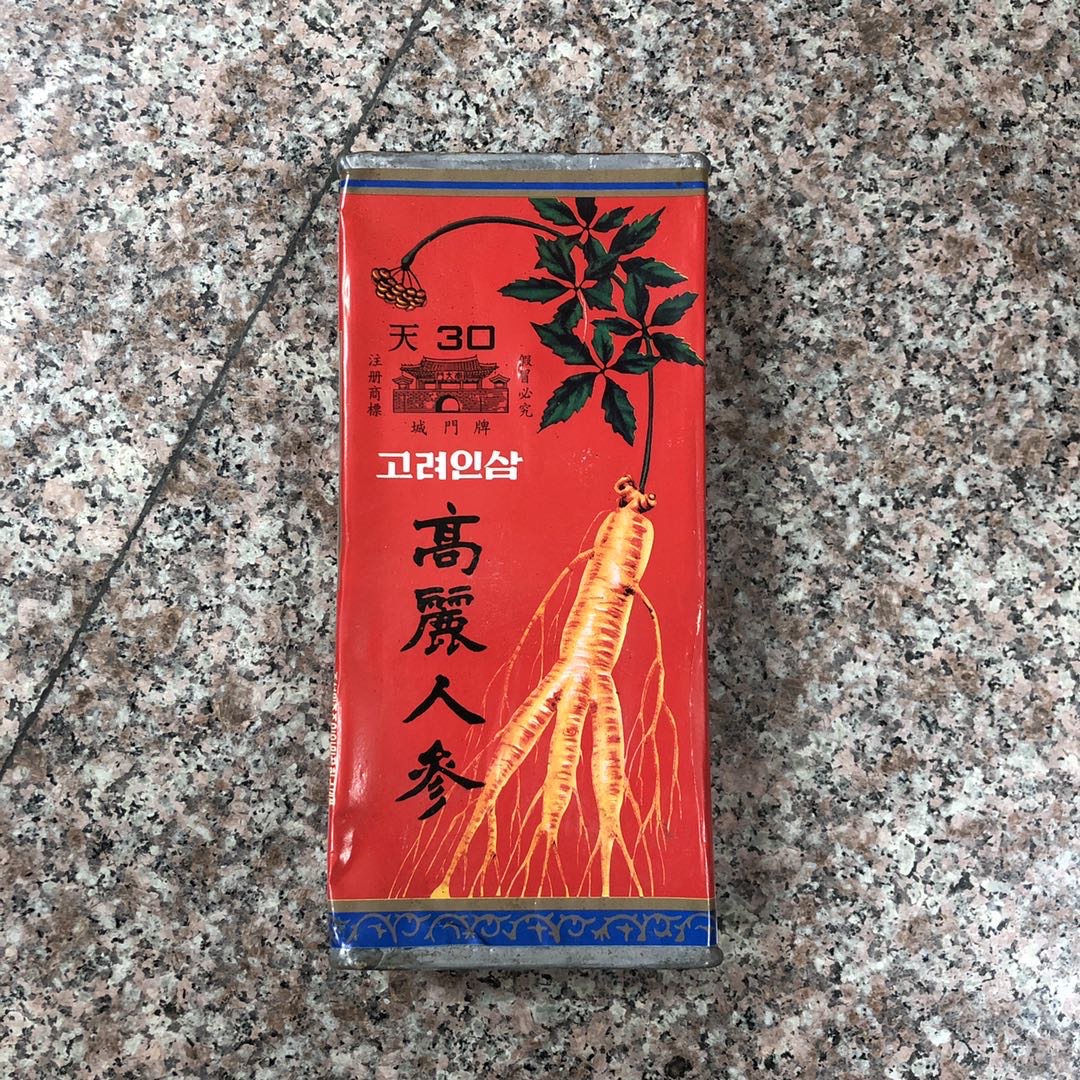 天 30
注册商標
假冒必究
城門牌
고려인삼
高麗人參